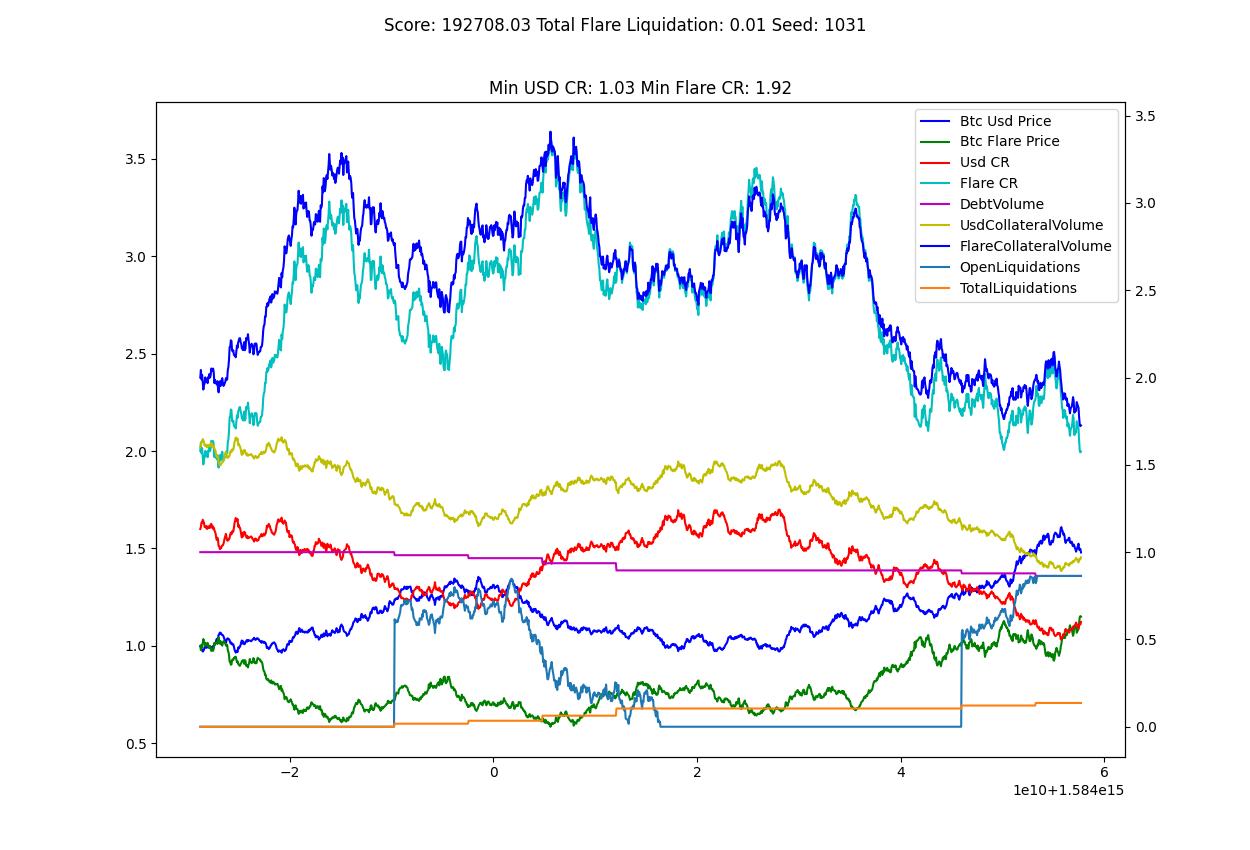 Score: 192708.03 Total Flare Liquidation: 0.01 Seed: 1031
Min USD CR: 1.03 Min Flare CR: 1.92
Btc Usd Price
Btc Flare Price
Usd CR
Flare CR
DebtVolume
UsdCollateralVolume
FlareCollateralVolume
OpenLiquidations
TotalLiquidations
3.5
3.0
2.5
2.0
1.5
1.0
0.5
3.5
3.0
2.5
2.0
1.5
1.0
0.5
0.0
−2
0
2
4
6
1e10+1.584e15